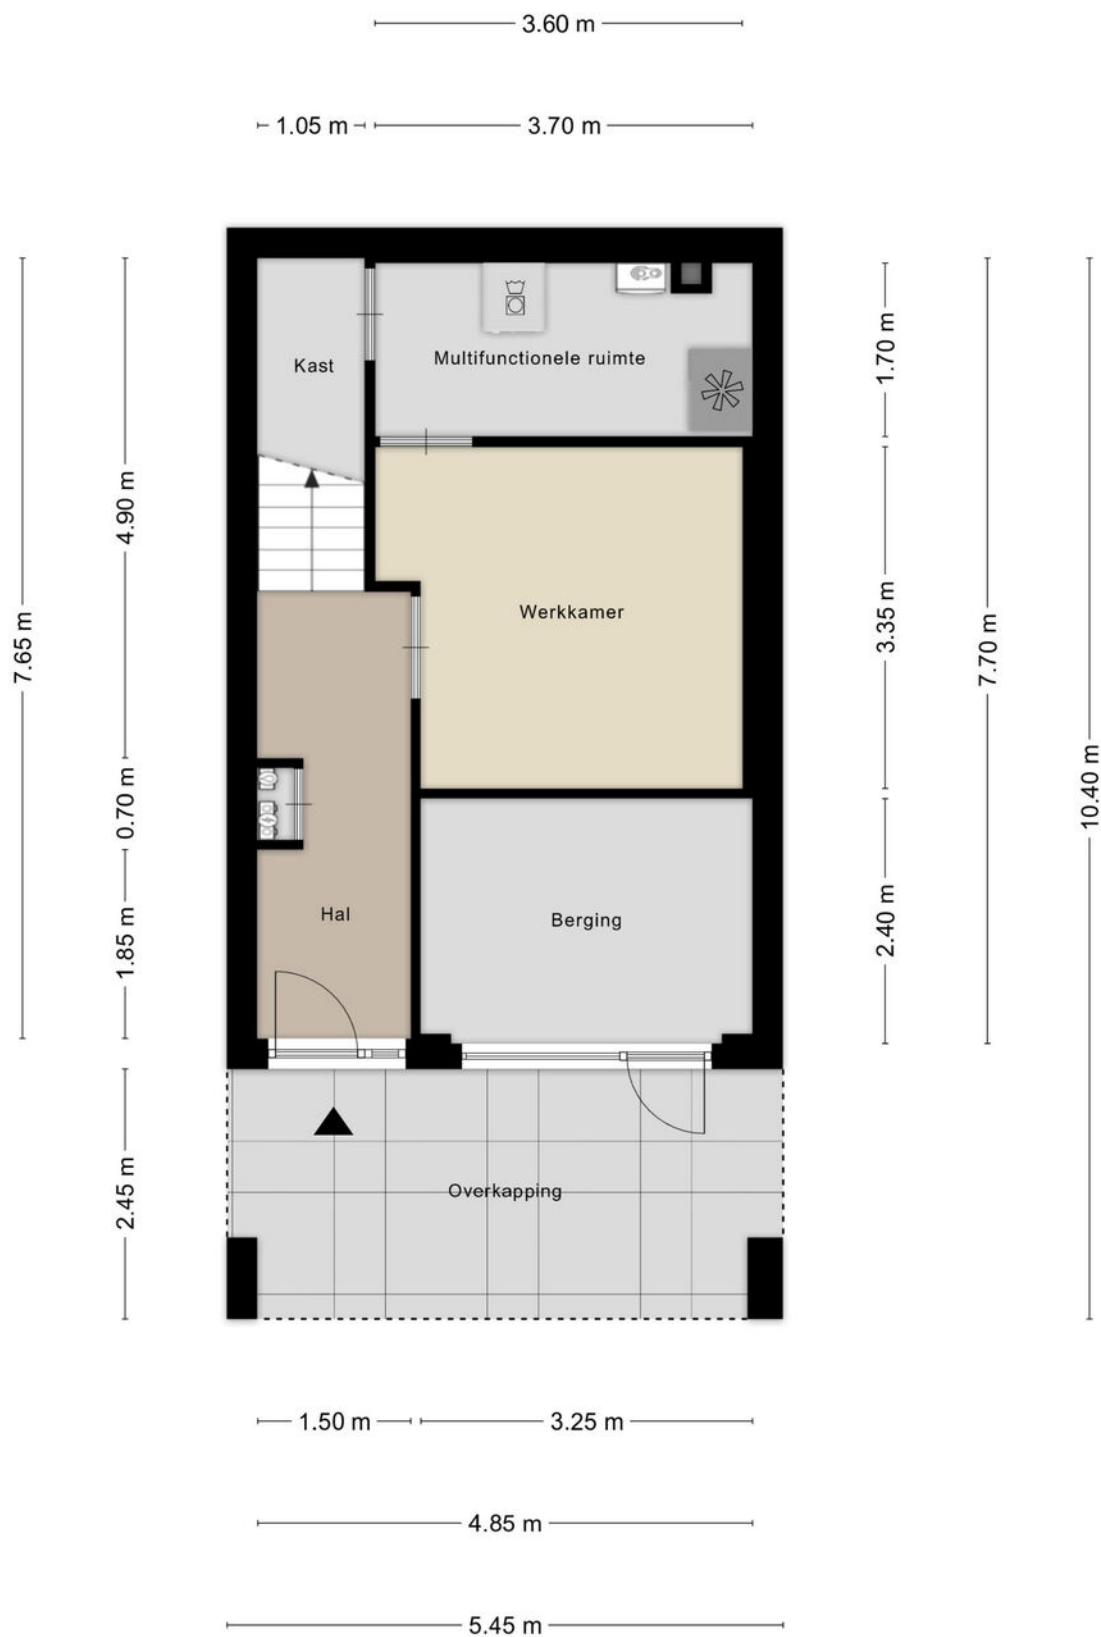 3.60 m
1.05 m
3.70 m
Kast
Multifunctionele ruimte
1.70 m
4.90 m
Werkkamer
3.35 m
7.65 m
7.70 m
0.70 m
10.40 m
Hal
Berging
1.85 m
2.40 m
2.45 m
Overkapping
1.50 m
3.25 m
4.85 m
5.45 m